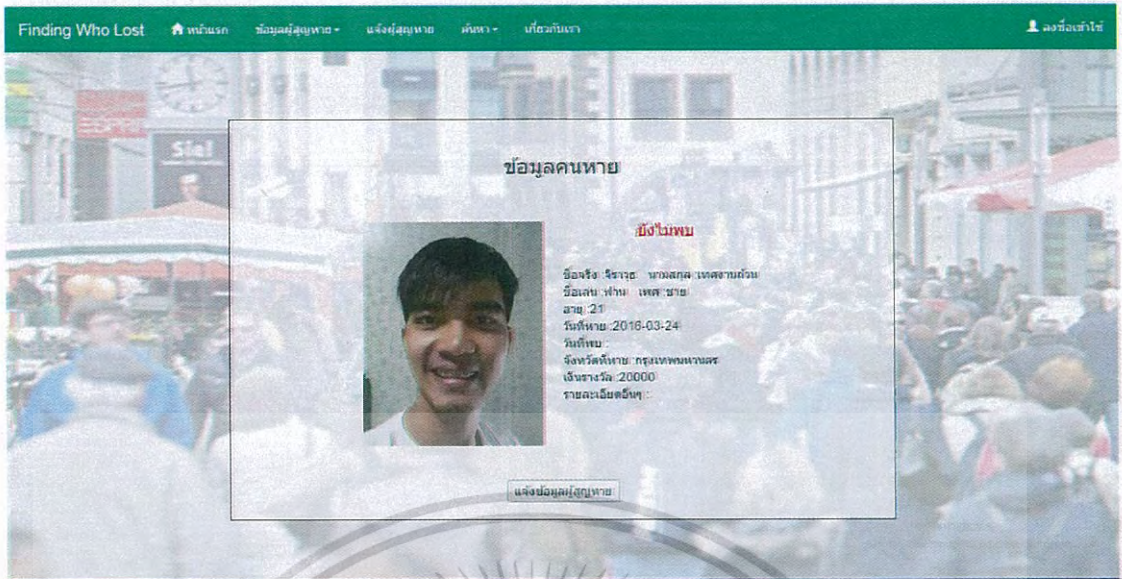 Finding Who Lost หน้าแรก ข้อมูลผู้สูญหาย แจ้งผู้สูญหาย ค้นหา เกี่ยวกับเรา ลงชื่อเข้าใช้
ESPRIT
Siel
ข้อมูลคนหาย
ยังไม่พบ
ชื่อจริง :จิราวุธ นามสกุล :เทศงามถ้วน
ชื่อเล่น :ฟาน เพศ :ชาย
อายุ :21
วันที่หาย :2016-03-24
วันที่พบ :
จังหวัดที่หาย :กรุงเทพมหานคร
เงินรางวัล :20000
รายละเอียดอื่นๆ :
แจ้งข้อมูลผู้สูญหาย